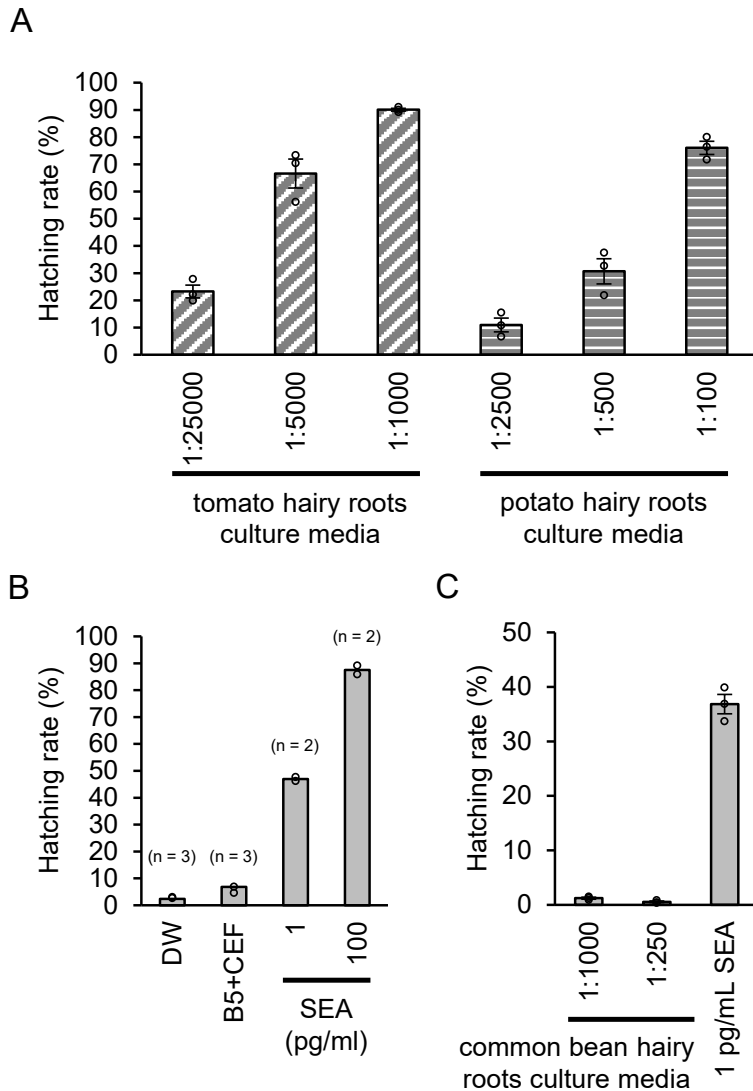 A
Hatching rate (%)
100
90
80
70
60
50
40
30
20
10
0
1:25000
1:5000
1:1000
1:2500
1:500
1:100
tomato hairy roots
culture media
potato hairy roots
culture media
B
Hatching rate (%)
100
90
80
70
60
50
40
30
20
10
0
(n = 3)
(n = 3)
(n = 2)
(n = 2)
DW
B5+CEF
1
100
SEA
(pg/ml)
C
Hatching rate (%)
50
40
30
20
10
0
1:1000
1:250
1 pg/mL SEA
common bean hairy
roots culture media